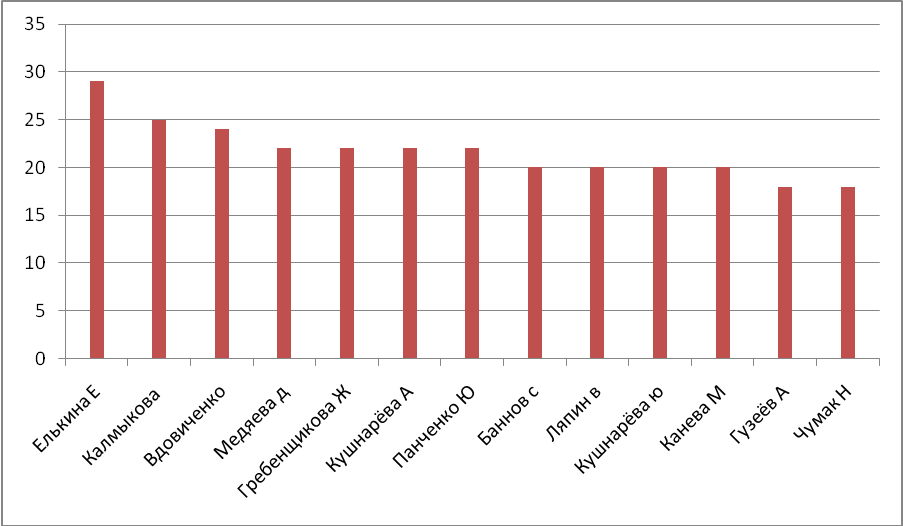 35
30
25
20
15
10
5
0
Елькина Е
Калмыкова
Вдовиченко
Медяева д
Гребенщикова Ж
Кушнарёва А
Панченко Ю
Баннов с
Ляпин в
Кушнарёва ю
Канева М
Гузеёв А
Чумак Н